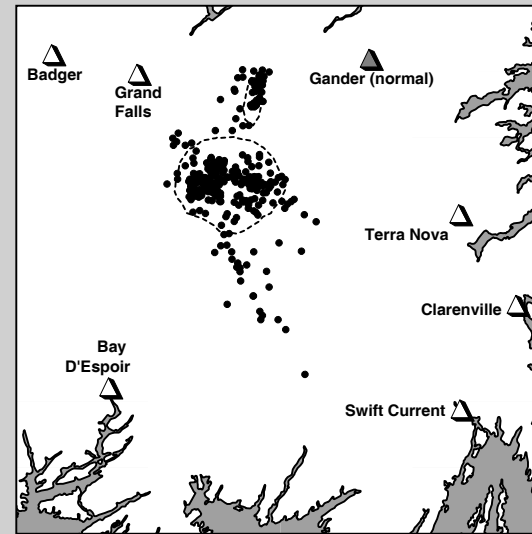 Badger
Grand
Falls
Gander (normal)
Terra Nova
Clarenville
Bay
D'Espoir
Swift Current